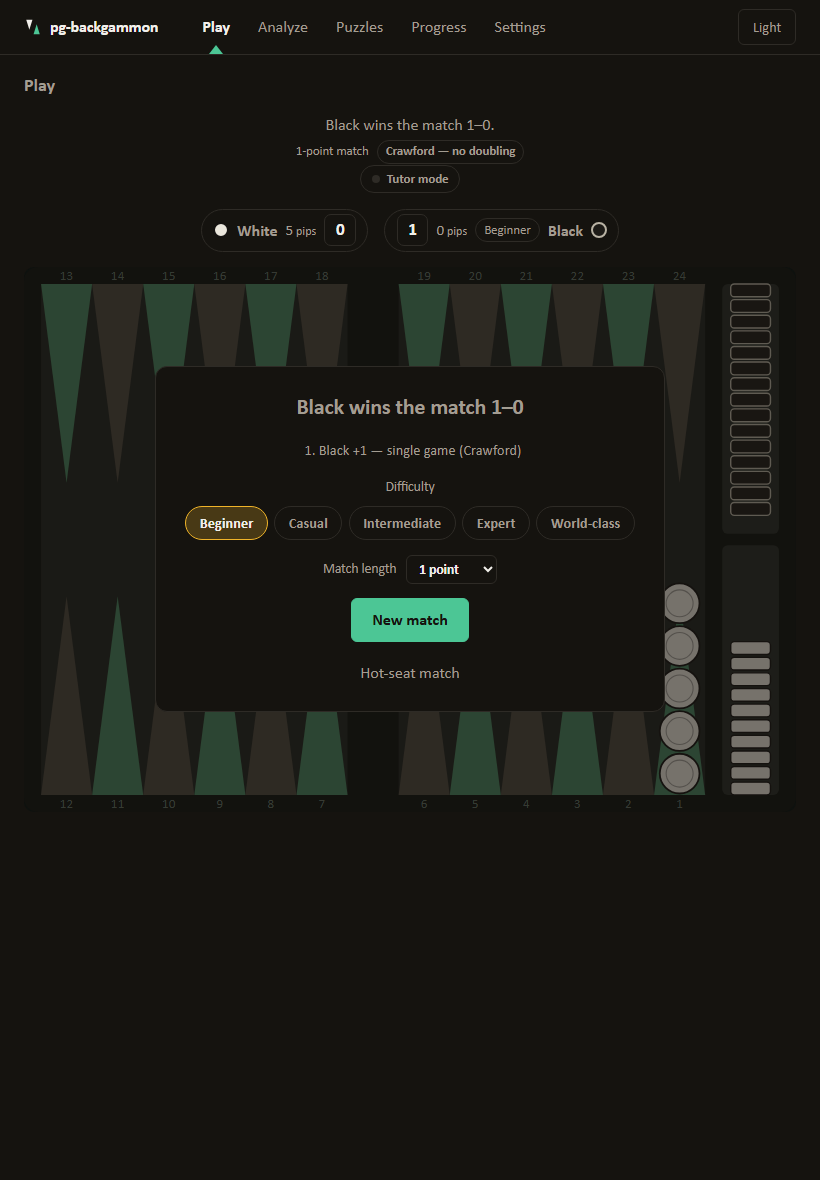 pg-backgammon Play Analyze Puzzles Progress Settings Light
Play
Black wins the match 1–0.
1-point match Crawford — no doubling
Tutor mode
White 5 pips 0 1 0 pips Beginner Black
13 14 15 16 17 18 19 20 21 22 23 24
Black wins the match 1–0
1. Black +1 — single game (Crawford)
Difficulty
Beginner Casual Intermediate Expert World-class
Match length 1 point
New match
Hot-seat match
12 11 10 9 8 7 6 5 4 3 2 1